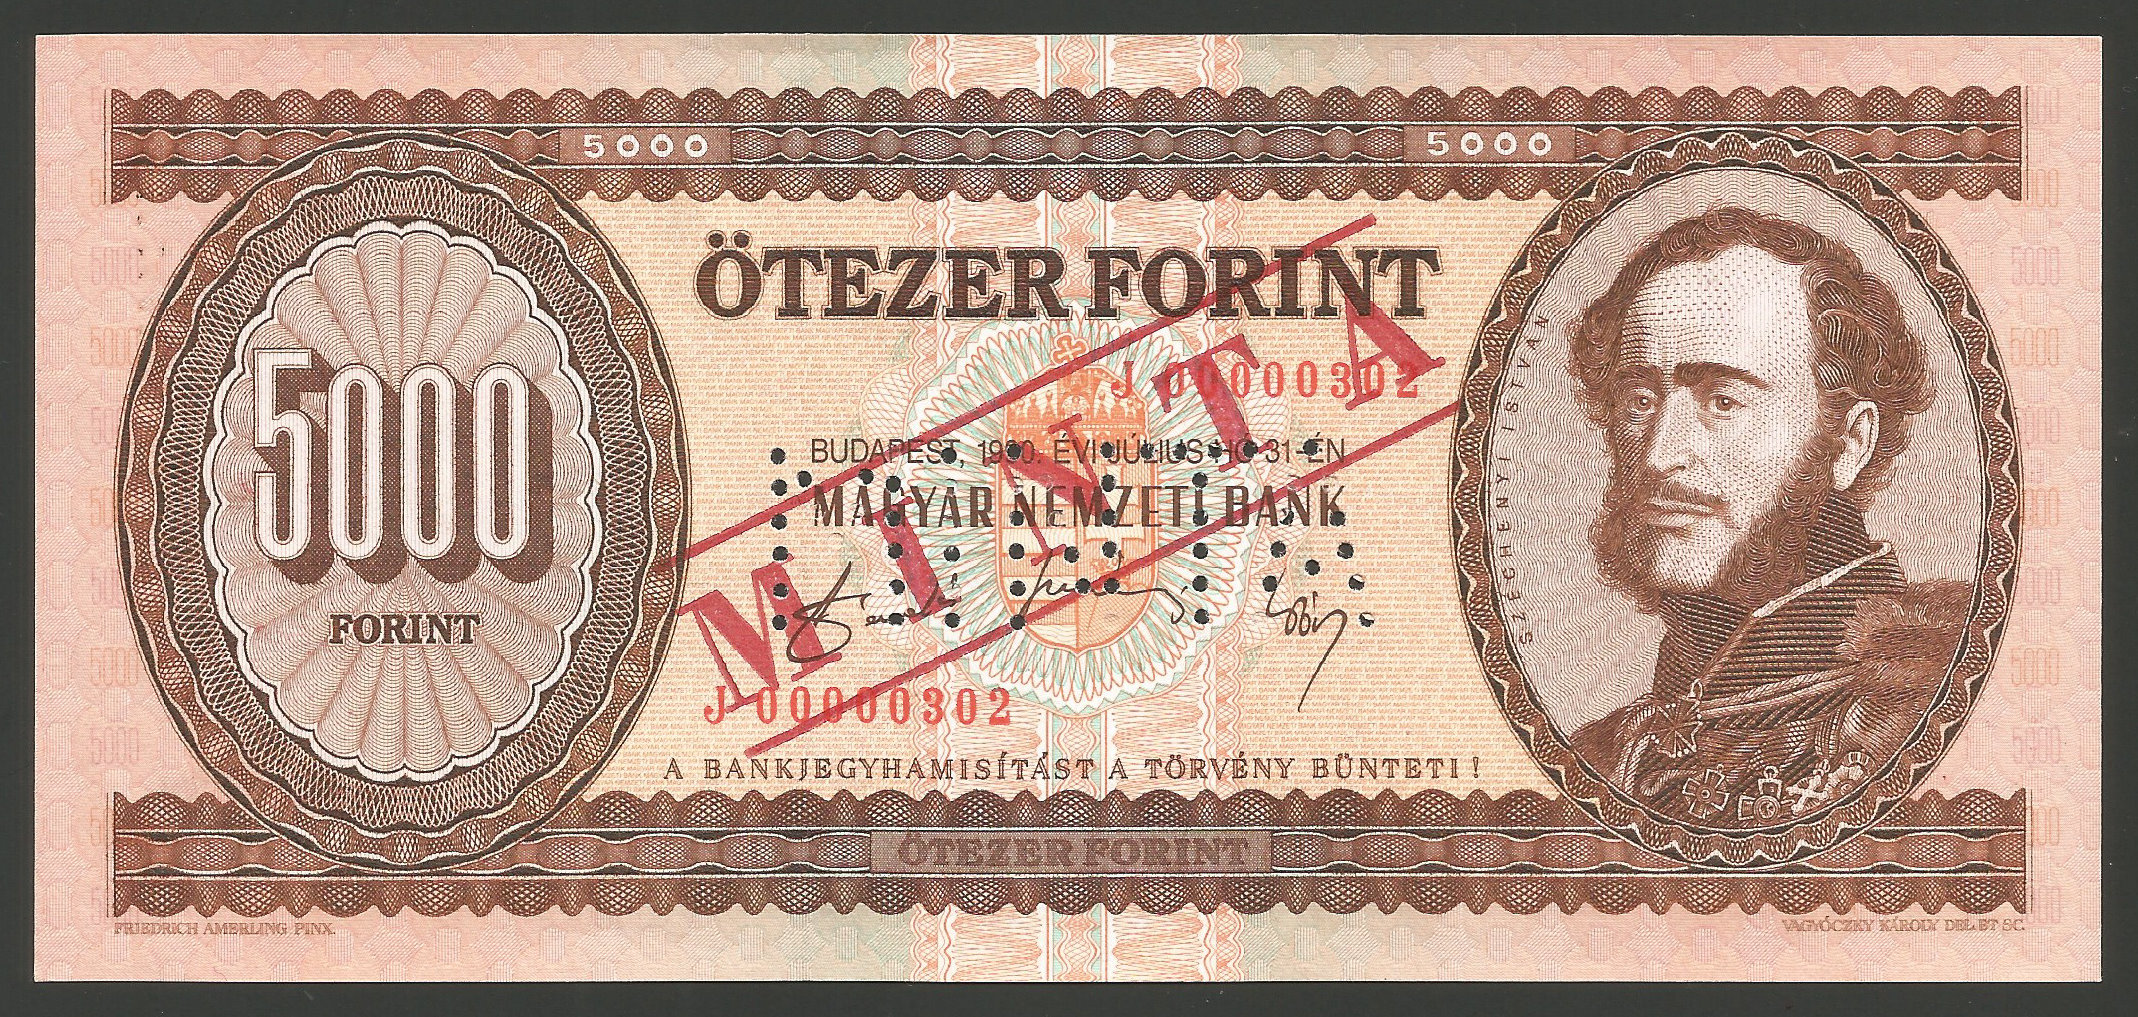 5000
5000
ÖTEZER FORINT
5000
FORINT
MINTA
J 00000302
BUDAPEST, 1990. ÉVI JÚLIUS HÓ 31-ÉN
MAGYAR NEMZETI BANK
MINTA
J 00000302
SZÉCHENYI ISTVÁN
A BANKJEGYHAMISÍTÁST A TÖRVÉNY BÜNTETI!
ÖTEZER FORINT
FRIEDRICH AMERLING PINX.
VAGYÓCZKY KÁROLY DEL. ET SC.